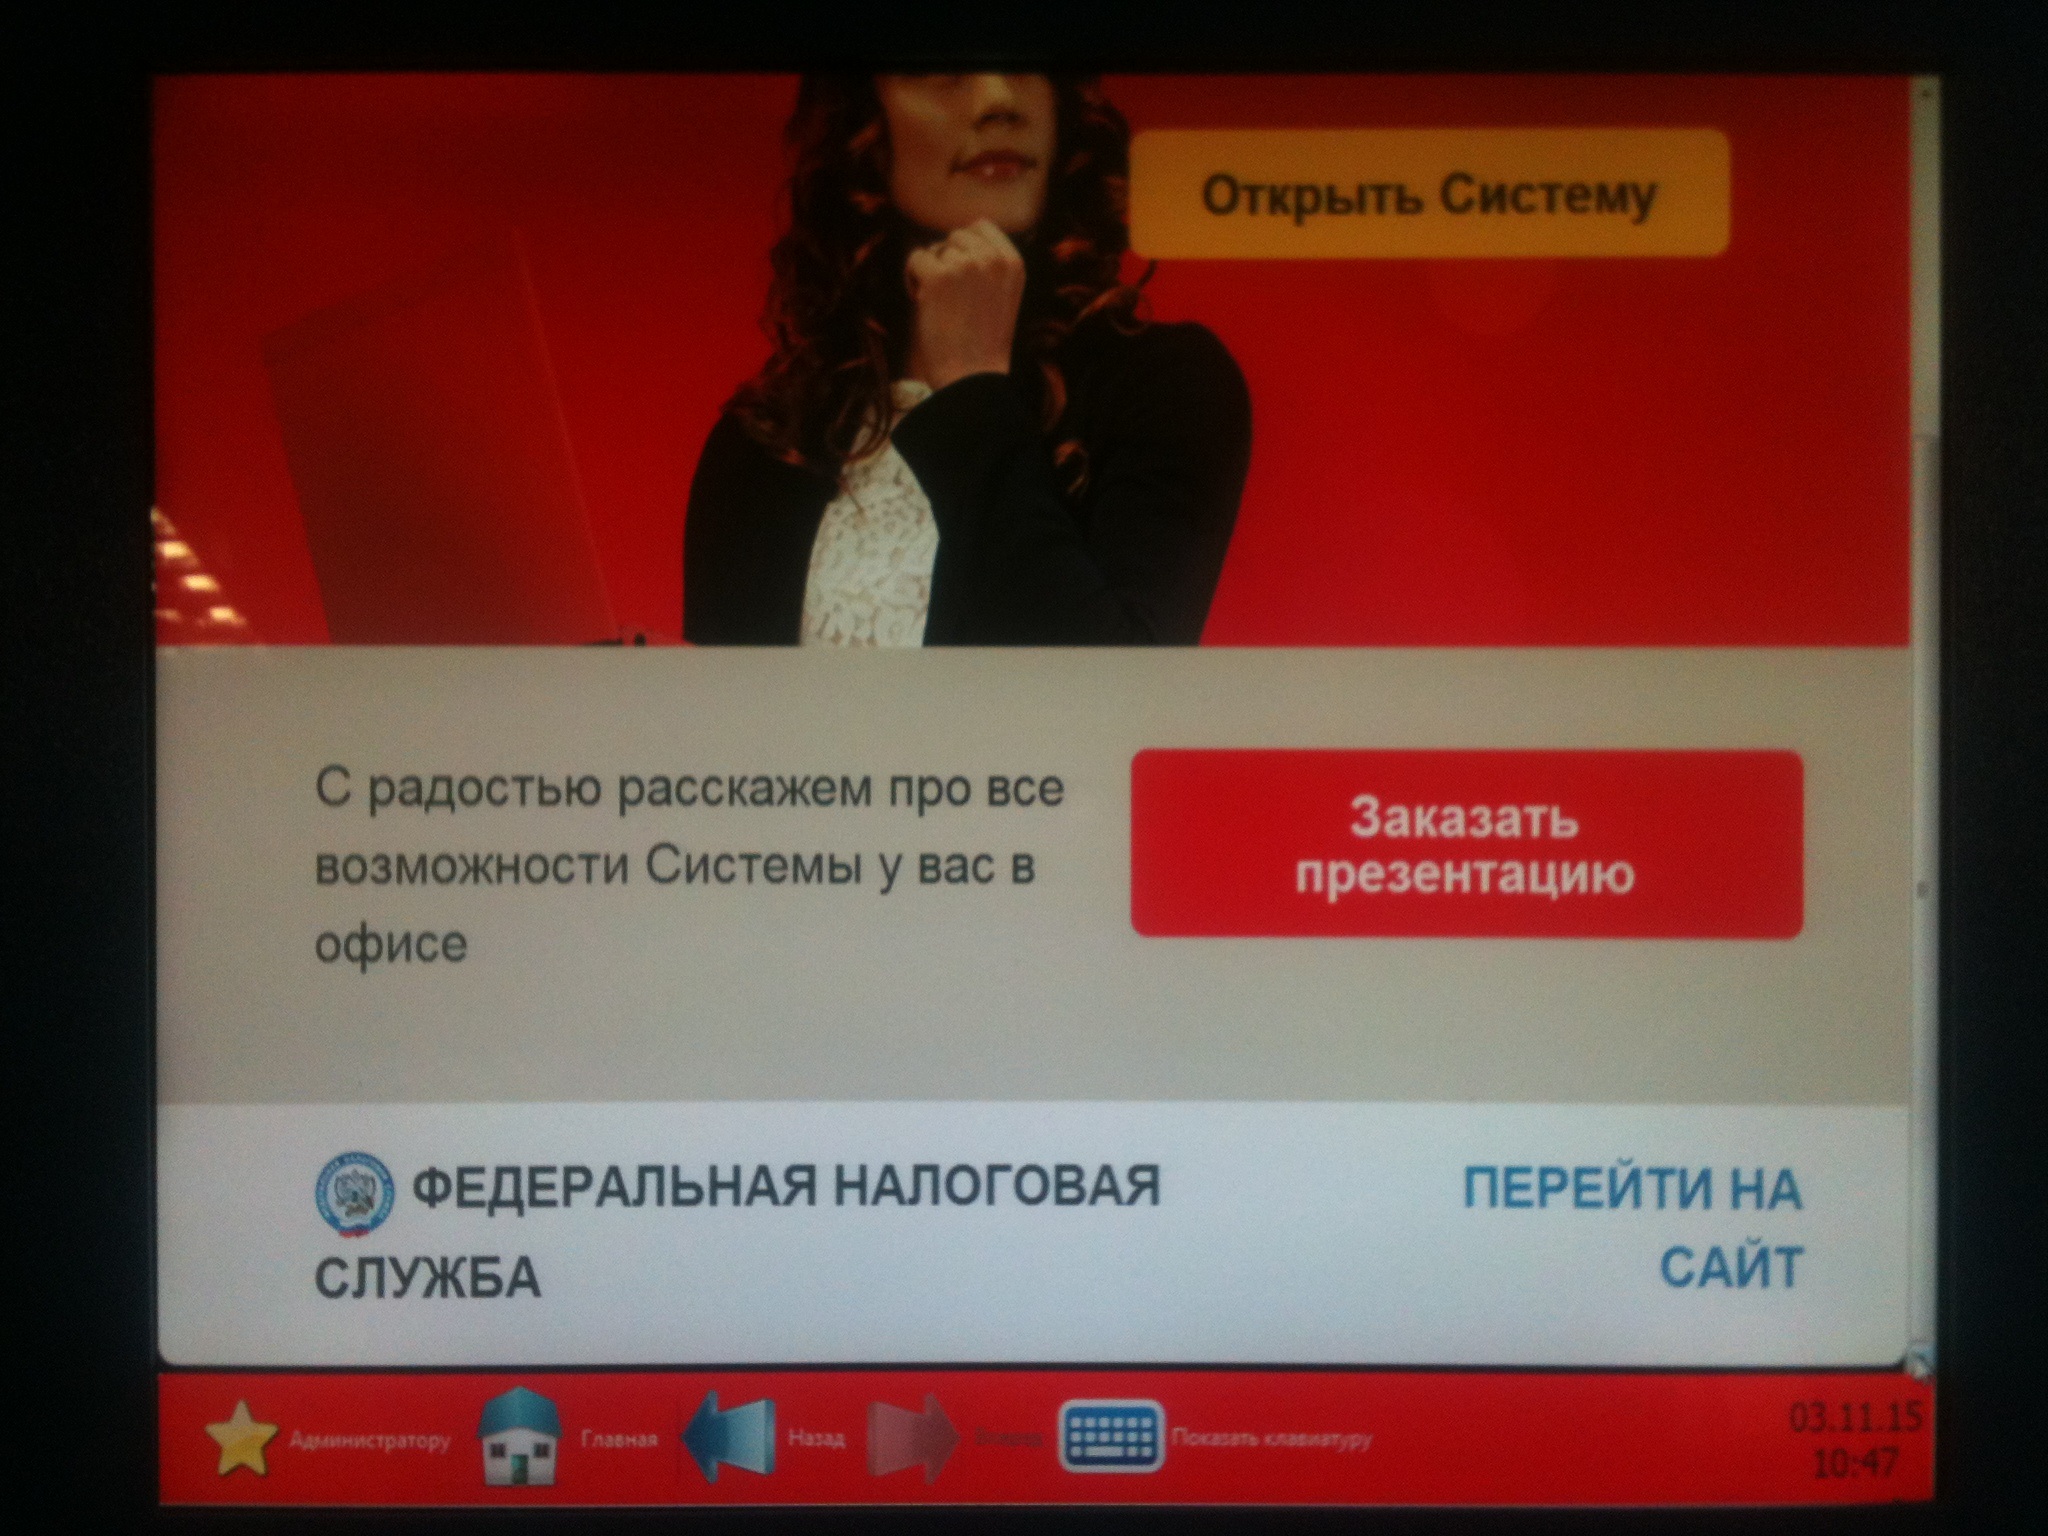 Открыть Систему
С радостью расскажем про все
возможности Системы у вас в
офисе
Заказать
презентацию
ФЕДЕРАЛЬНАЯ НАЛОГОВАЯ
СЛУЖБА
ПЕРЕЙТИ НА
САЙТ
Администратору
Главная
Назад
Вперед
Показать клавиатуру
03.11.15
10:47